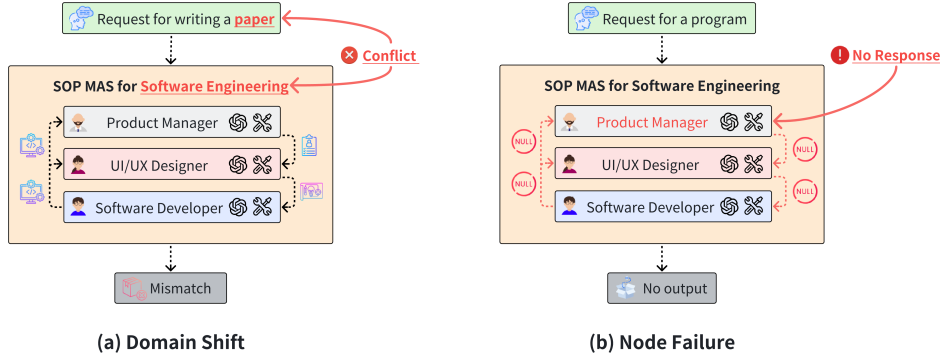 Request for writing a paper
Conflict
SOP MAS for Software Engineering
Product Manager
UI/UX Designer
Software Developer
Mismatch
(a) Domain Shift
Request for a program
No Response
SOP MAS for Software Engineering
Product Manager
NULL
NULL
UI/UX Designer
NULL
NULL
Software Developer
No output
(b) Node Failure